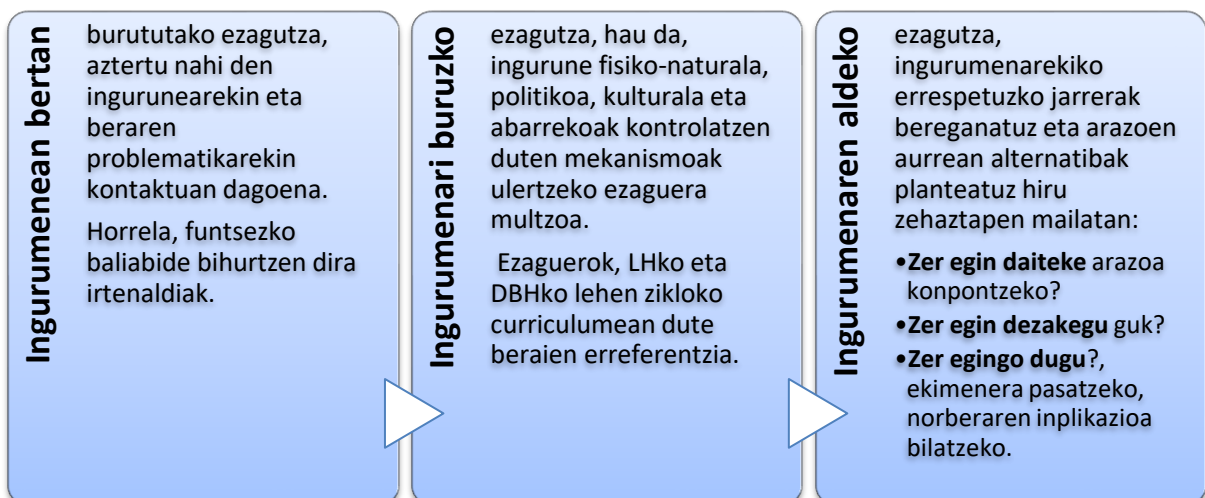 Ingurumenean bertan
burututako ezagutza,
aztertu nahi den
ingurunearekin eta
beraren
problematikarekin
kontaktuan dagoena.
Horrela, funtsezko
baliabide bihurtzen dira
irtenaldiak.
Ingurumenari buruzko
ezagutza, hau da,
ingurune fisiko-naturala,
politikoa, kulturala eta
abarrekoak kontrolatzen
duten mekanismoak
ulertzeko ezaguera
multzoa.
Ezaguerok, LHko eta
DBHko lehen zikloko
curriculumean dute
beraien erreferentzia.
Ingurumenaren aldeko
ezagutza,
ingurumenarekiko
errespetuzko jarrerak
bereganatuz eta arazoen
aurrean alternatibak
planteatuz hiru
zehaztapen mailatan:
•Zer egin daiteke arazoa
konpontzeko?
•Zer egin dezakegu guk?
•Zer egingo dugu?,
ekimenera pasatzeko,
norberaren inplikazioa
bilatzeko.